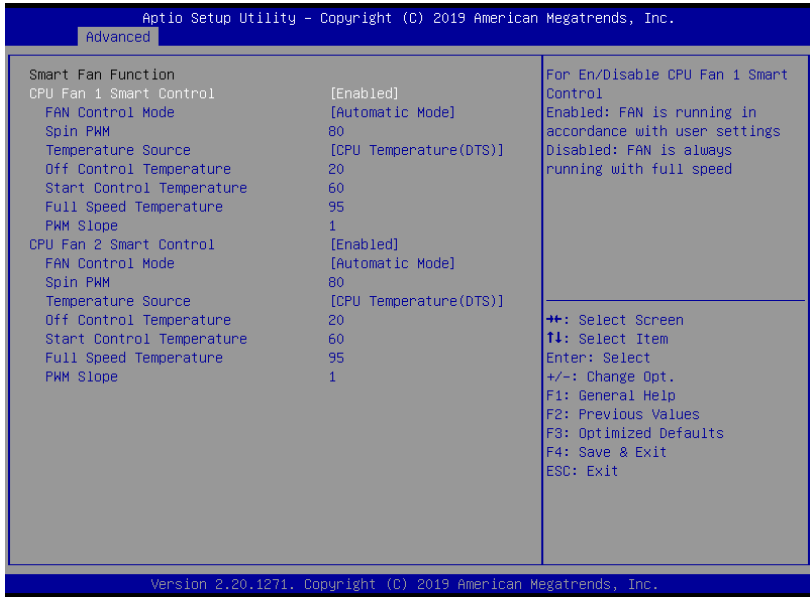 Aptio Setup Utility – Copyright (C) 2019 American Megatrends, Inc.
Advanced
Smart Fan Function
CPU Fan 1 Smart Control [Enabled]
FAN Control Mode [Automatic Mode]
Spin PWM 80
Temperature Source [CPU Temperature(DTS)]
Off Control Temperature 20
Start Control Temperature 60
Full Speed Temperature 95
PWM Slope 1
CPU Fan 2 Smart Control [Enabled]
FAN Control Mode [Automatic Mode]
Spin PWM 80
Temperature Source [CPU Temperature(DTS)]
Off Control Temperature 20
Start Control Temperature 60
Full Speed Temperature 95
PWM Slope 1
For En/Disable CPU Fan 1 Smart
Control
Enabled: FAN is running in
accordance with user settings
Disabled: FAN is always
running with full speed
→←: Select Screen
↑↓: Select Item
Enter: Select
+/-: Change Opt.
F1: General Help
F2: Previous Values
F3: Optimized Defaults
F4: Save & Exit
ESC: Exit
Version 2.20.1271. Copyright (C) 2019 American Megatrends, Inc.